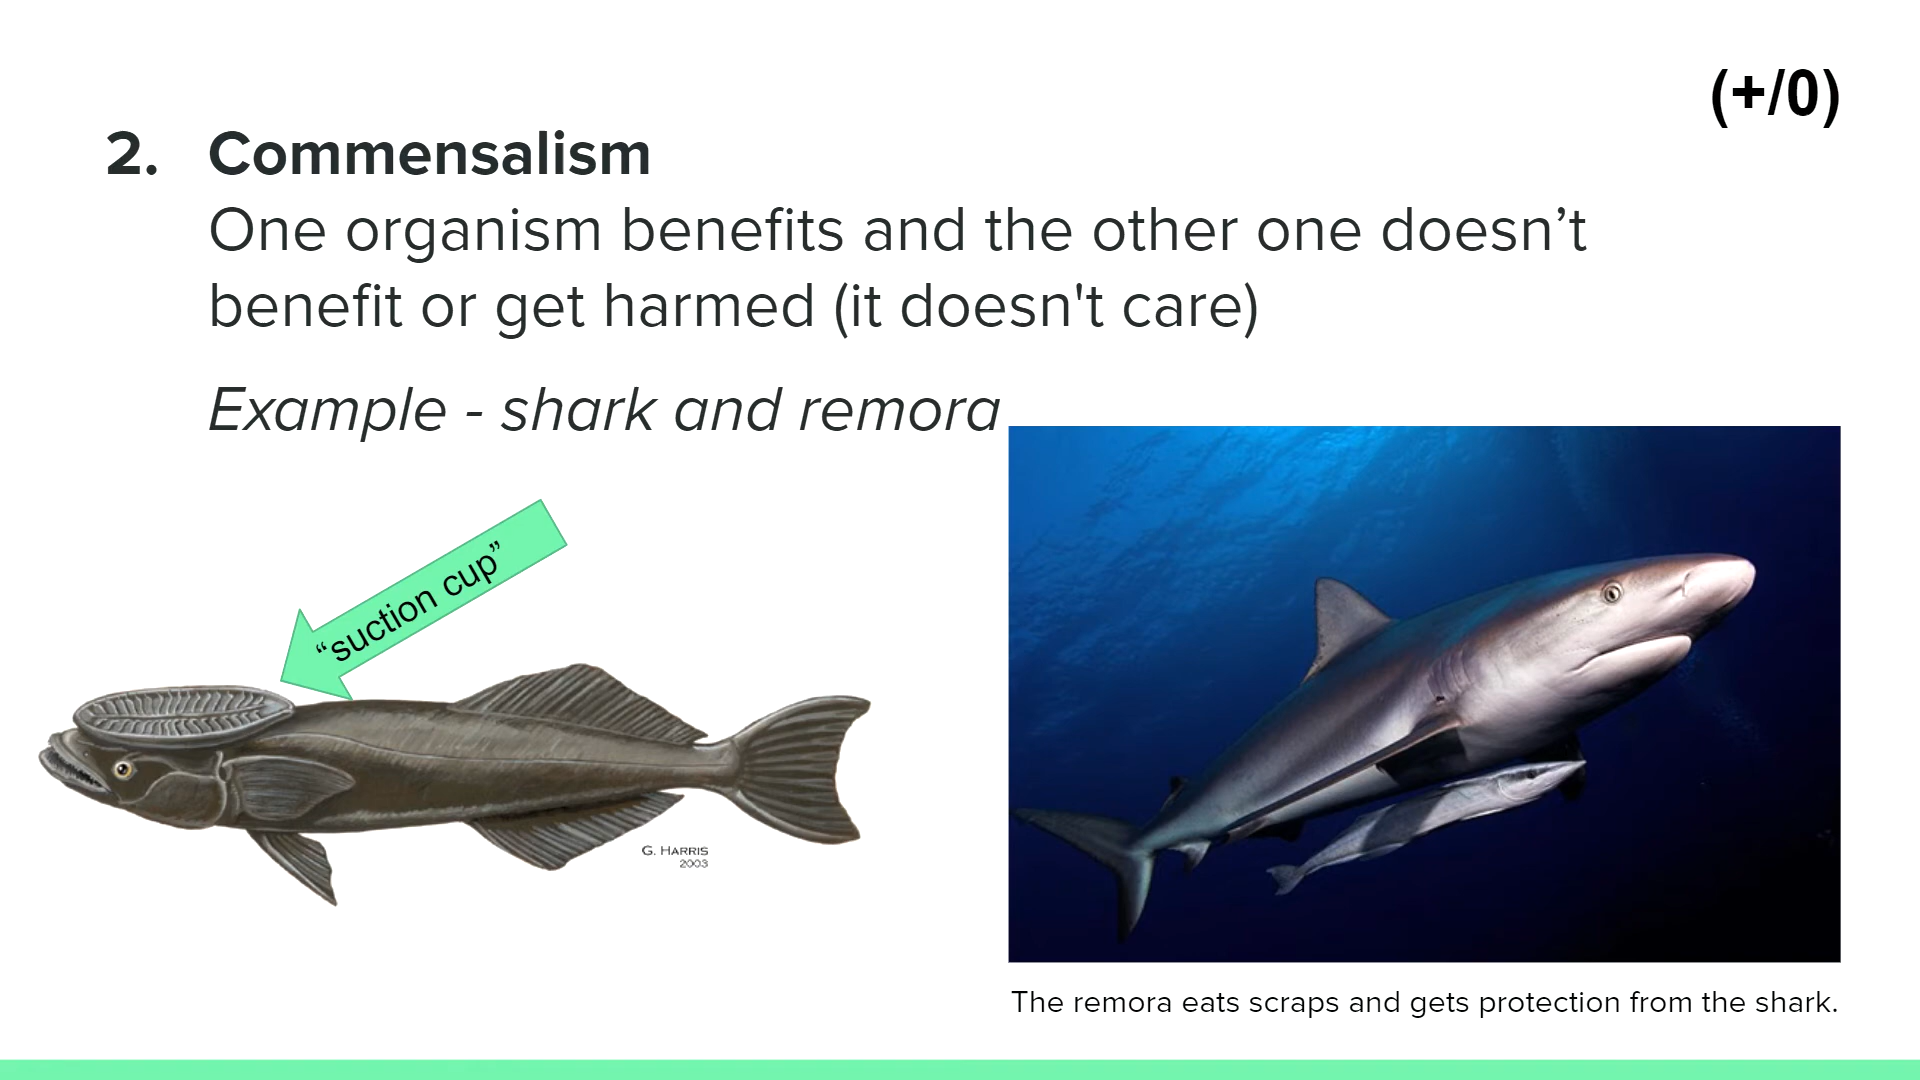 (+/0)
2. Commensalism
One organism benefits and the other one doesn’t
benefit or get harmed (it doesn't care)
Example - shark and remora
“suction cup”
G. HARRIS
2003
The remora eats scraps and gets protection from the shark.